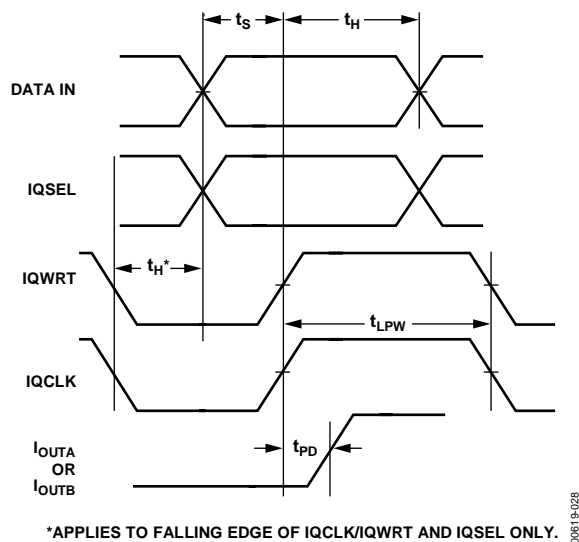 tS tH
DATA IN
IQSEL
tH*
IQWRT
tLPW
IQCLK
tPD
IOUTA
OR
IOUTB
*APPLIES TO FALLING EDGE OF IQCLK/IQWRT AND IQSEL ONLY.
00619-028